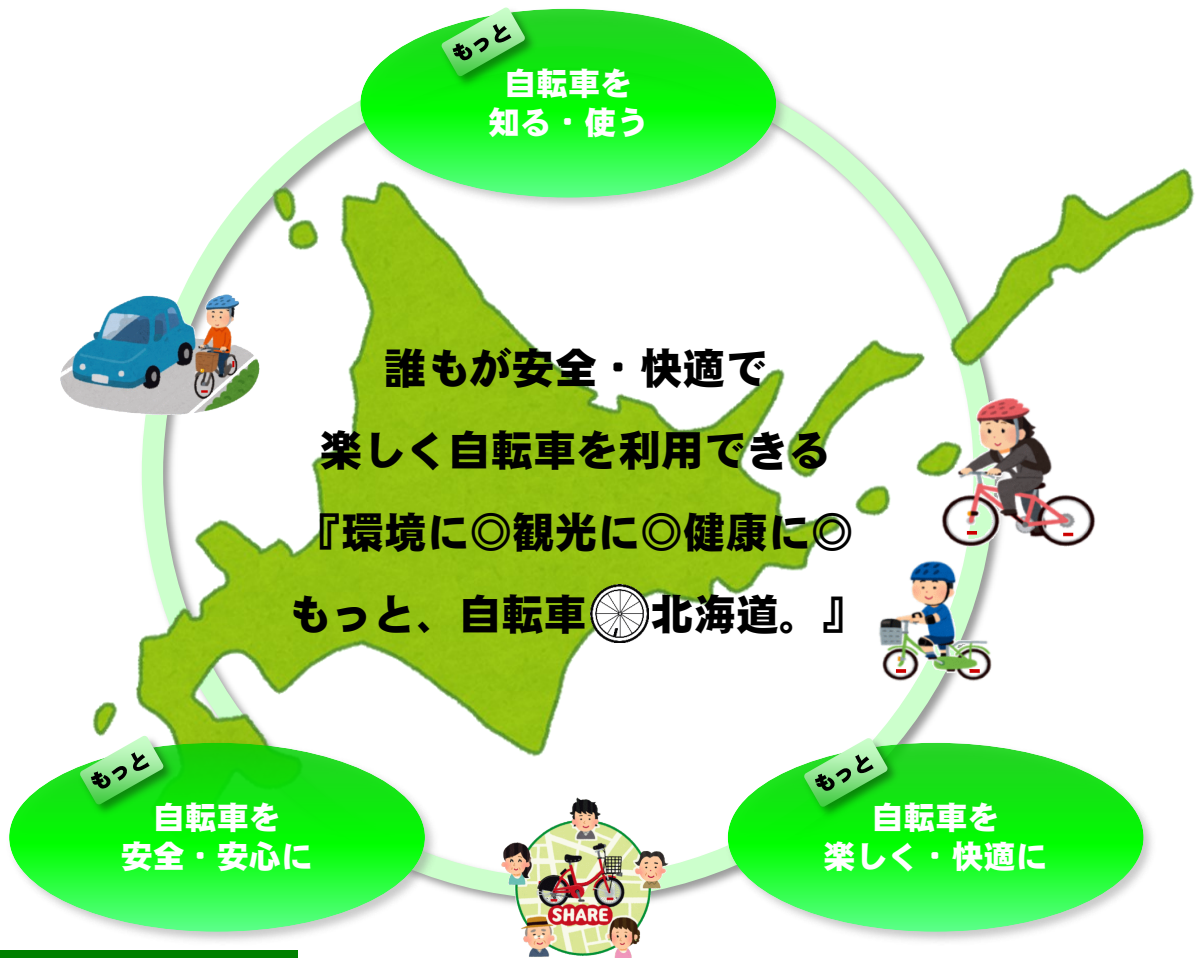 もっと
自転車を
知る・使う
誰もが安全・快適で
楽しく自転車を利用できる
『環境に◎観光に◎健康に◎
もっと、自転車 北海道。』
もっと
自転車を
安全・安心に
もっと
自転車を
楽しく・快適に
SHARE